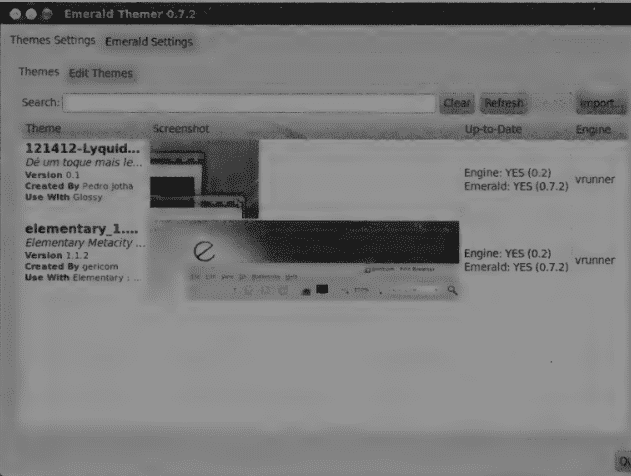 Emerald Themer 0.7.2
Themes Settings Emerald Settings
Themes Edit Themes
Search: Clear Refresh Import...
Theme Screenshot Up-to-Date Engine
121412-Lyquid...
Dê um toque mais le...
Version 0.1
Created By Pedro Jotha
Use With Glossy
Engine: YES (0.2)
Emerald: YES (0.7.2)
vrunner
elementary_1....
Elementary Metacity ...
Version 1.1.2
Created By gericom
Use With Elementary : ...
e
Engine: YES (0.2)
Emerald: YES (0.7.2)
vrunner